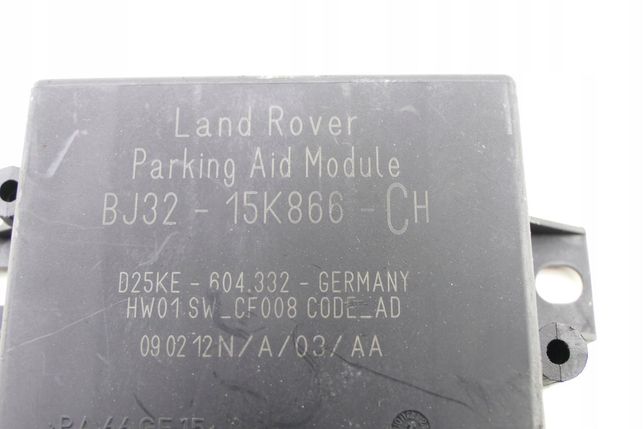 Land Rover
Parking Aid Module
BJ32 - 15K866 - CH
D25KE - 604.332 - GERMANY
HW01 SW_CF008 CODE_AD
09 02 12 N/A/03/AA